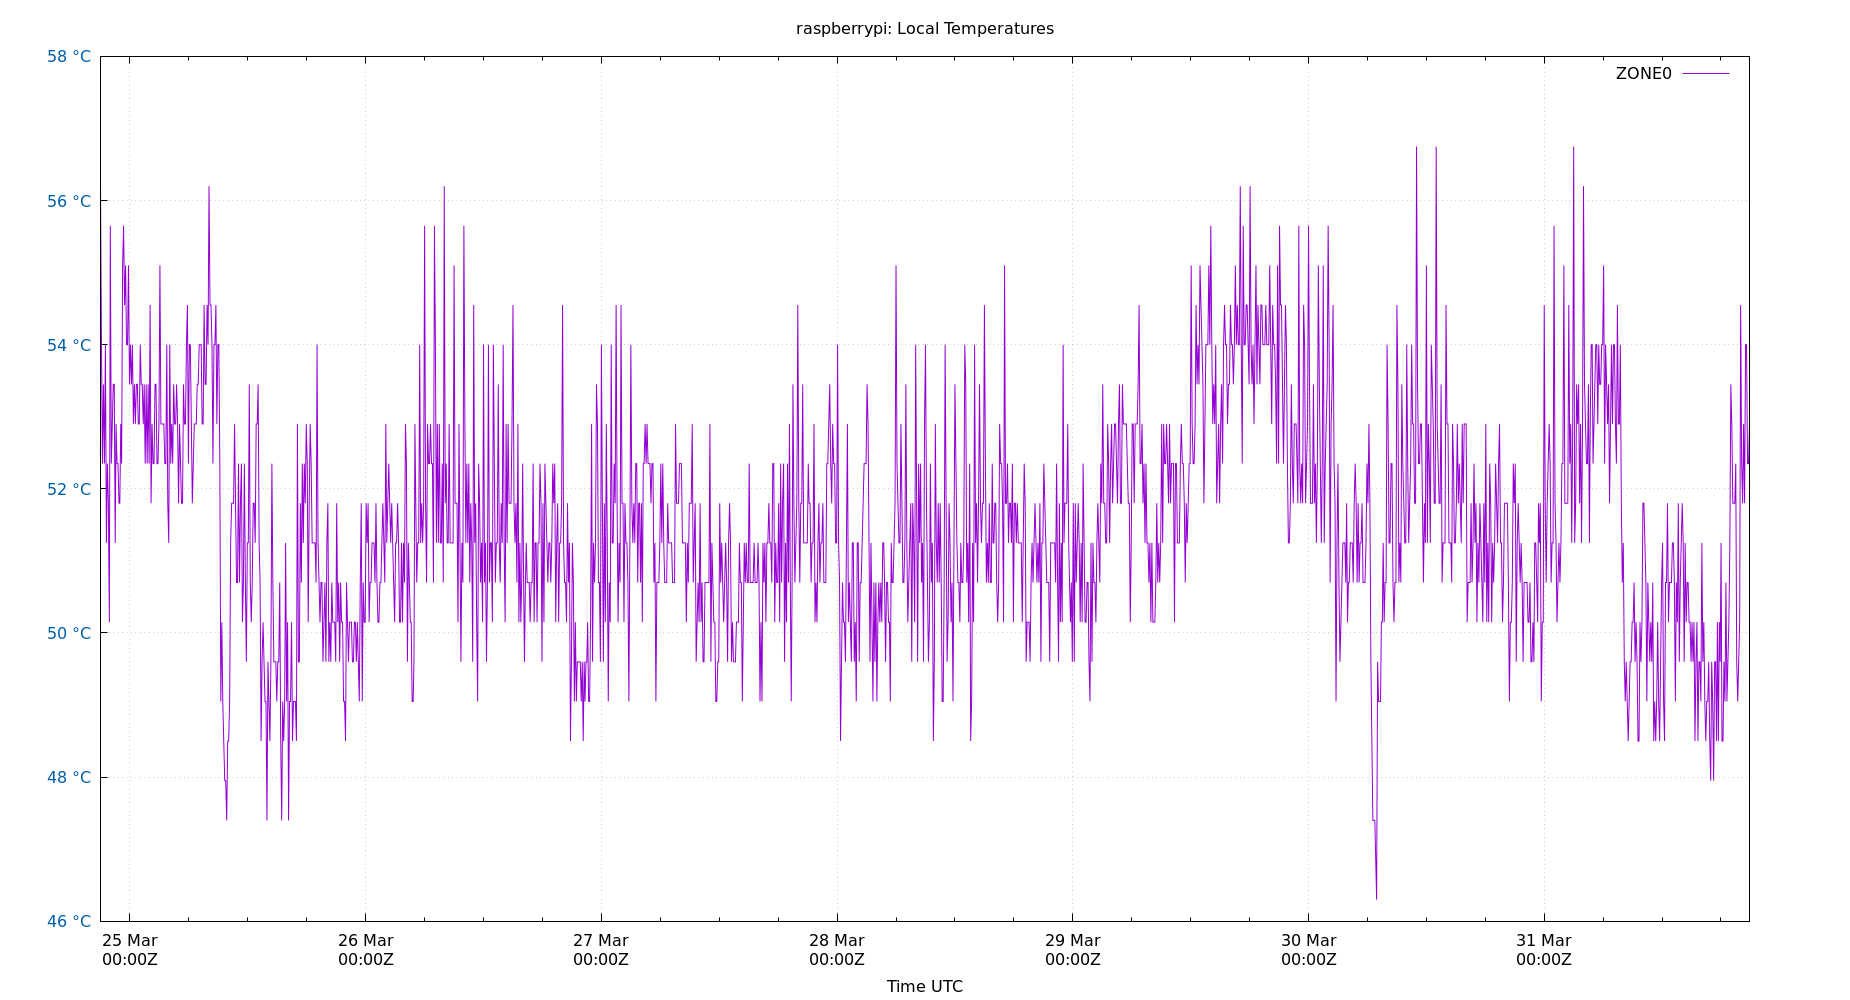 raspberrypi: Local Temperatures
58 °C
ZONE0
56 °C
54 °C
52 °C
50 °C
48 °C
46 °C
25 Mar 26 Mar 27 Mar 28 Mar 29 Mar 30 Mar 31 Mar
00:00Z 00:00Z 00:00Z 00:00Z 00:00Z 00:00Z 00:00Z
Time UTC